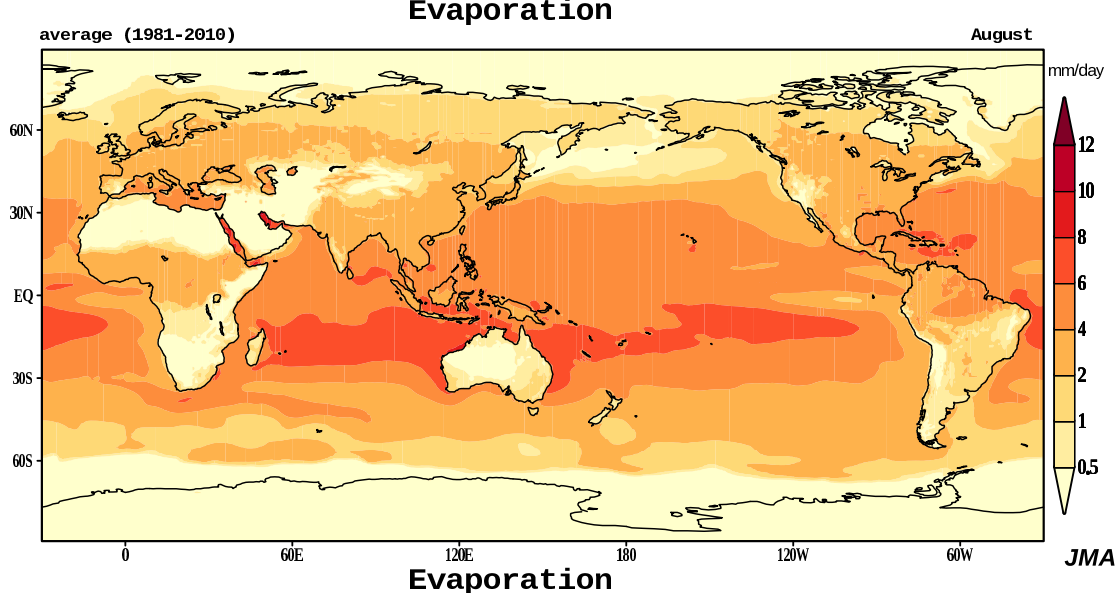 Evaporation
average (1981-2010)
August
mm/day
12
10
8
6
4
2
1
0.5
60N
30N
EQ
30S
60S
0
60E
120E
180
120W
60W
JMA
Evaporation